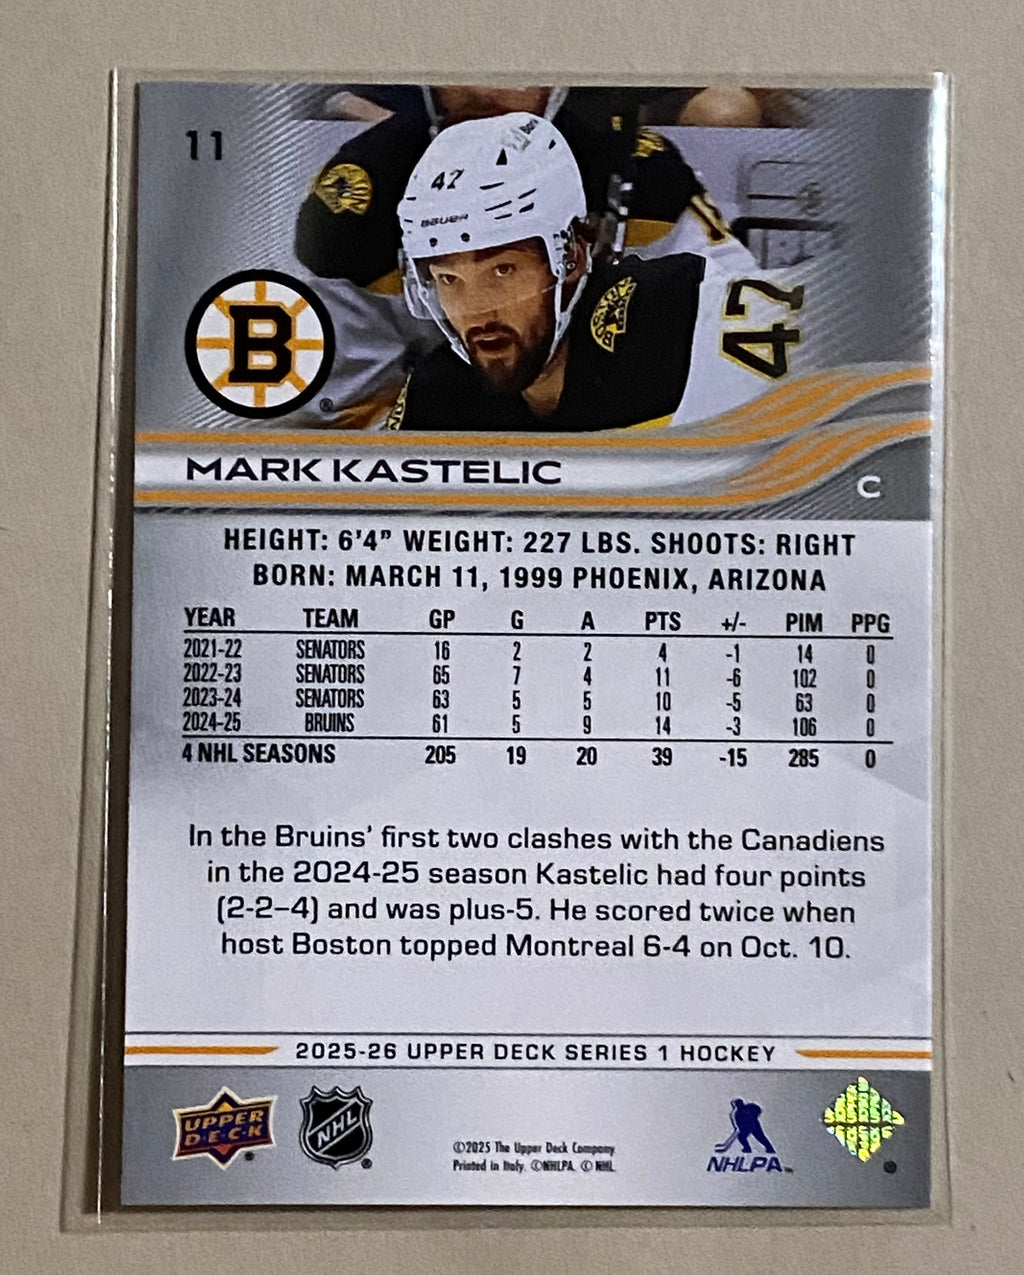 11
47
Boston
BAUER
47
B
®
MARK KASTELIC
C
HEIGHT: 6'4" WEIGHT: 227 LBS. SHOOTS: RIGHT
BORN: MARCH 11, 1999 PHOENIX, ARIZONA
YEAR TEAM GP G A PTS +/- PIM PPG
2021-22 SENATORS 16 2 2 4 -1 14 0
2022-23 SENATORS 65 7 4 11 -6 102 0
2023-24 SENATORS 63 5 5 10 -5 63 0
2024-25 BRUINS 61 5 9 14 -3 106 0
4 NHL SEASONS 205 19 20 39 -15 285 0
In the Bruins' first two clashes with the Canadiens
in the 2024-25 season Kastelic had four points
(2-2–4) and was plus-5. He scored twice when
host Boston topped Montreal 6-4 on Oct. 10.
2025-26 UPPER DECK SERIES 1 HOCKEY
UPPER
D·E·C·K
®
NHL
®
©2025 The Upper Deck Company
Printed in Italy. ©NHLPA. © NHL
NHLPA™
®